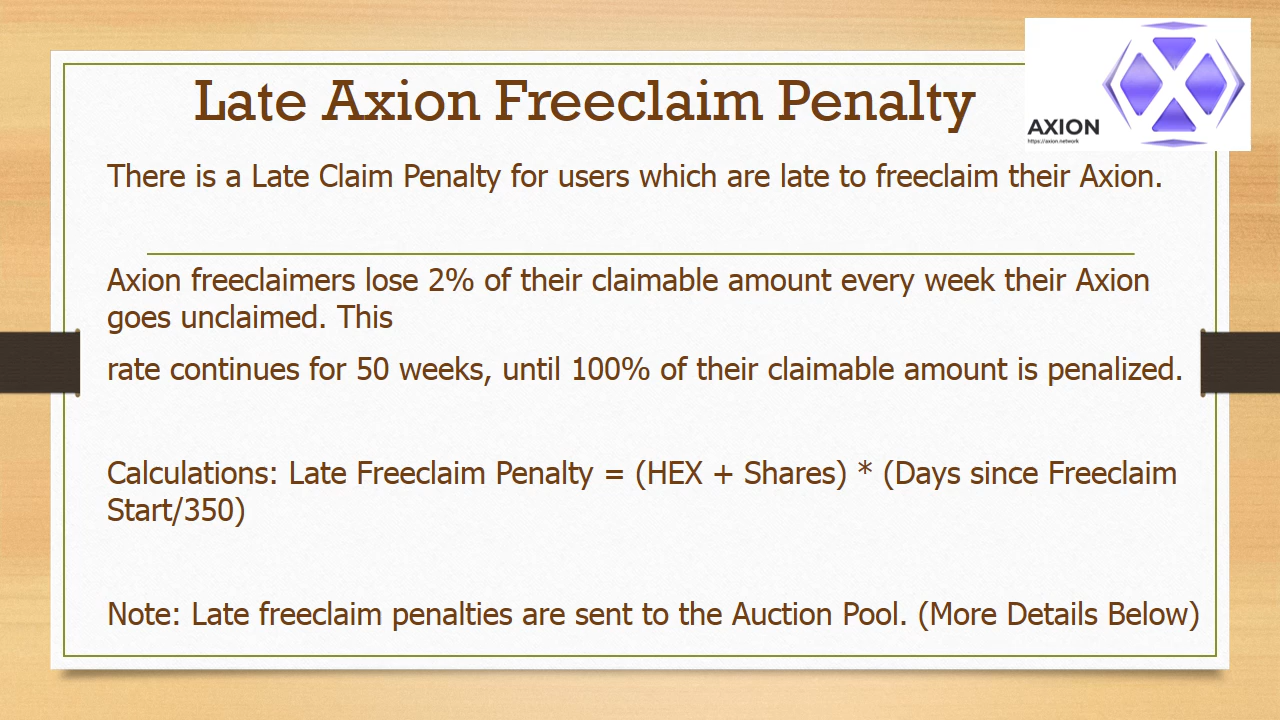 Late Axion Freeclaim Penalty
AXION
https://axion.network
There is a Late Claim Penalty for users which are late to freeclaim their Axion.
Axion freeclaimers lose 2% of their claimable amount every week their Axion
goes unclaimed. This
rate continues for 50 weeks, until 100% of their claimable amount is penalized.
Calculations: Late Freeclaim Penalty = (HEX + Shares) * (Days since Freeclaim
Start/350)
Note: Late freeclaim penalties are sent to the Auction Pool. (More Details Below)